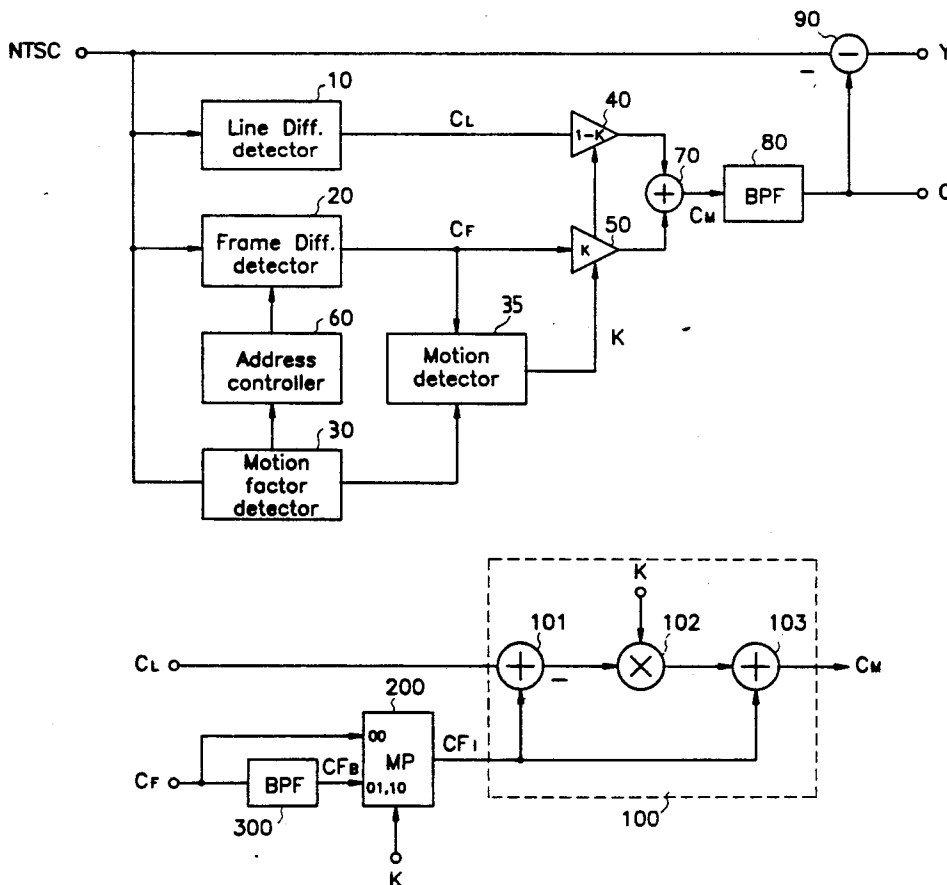 NTSC
90
−
−
Y
10
Line Diff.
detector
CL
40
1−K
70
+
CM
80
BPF
C
20
Frame Diff.
detector
CF
50
K
60
Address
controller
35
Motion
detector
K
30
Motion
factor
detector
K
CL
101
+
−
102
×
103
+
CM
200
00
MP
01,10
CF1
CF
BPF
CFB
300
K
100